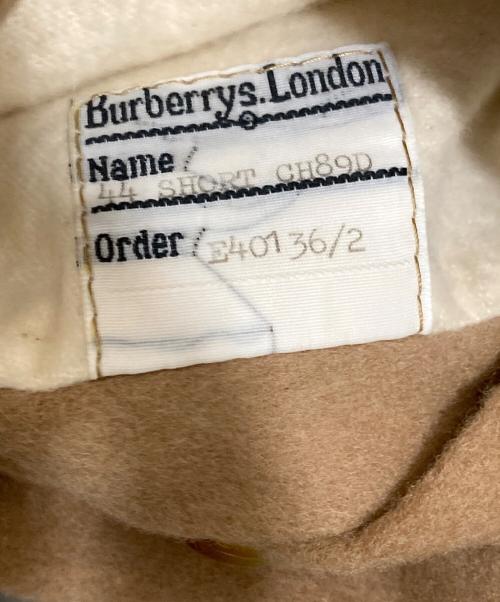 Burberrys.London
Name
44 SHORT CH89D
Order E40136/2